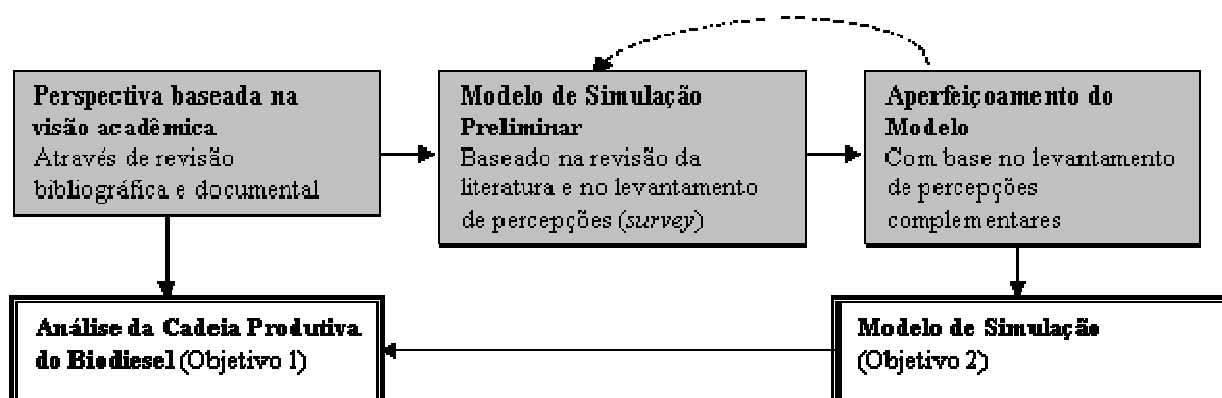 Perspectiva baseada na
visão acadêmica
Através de revisão
bibliográfica e documental
Modelo de Simulação
Preliminar
Baseado na revisão da
literatura e no levantamento
de percepções (survey)
Aperfeiçoamento do
Modelo
Com base no levantamento
de percepções
complementares
Análise da Cadeia Produtiva
do Biodiesel (Objetivo 1)
Modelo de Simulação
(Objetivo 2)